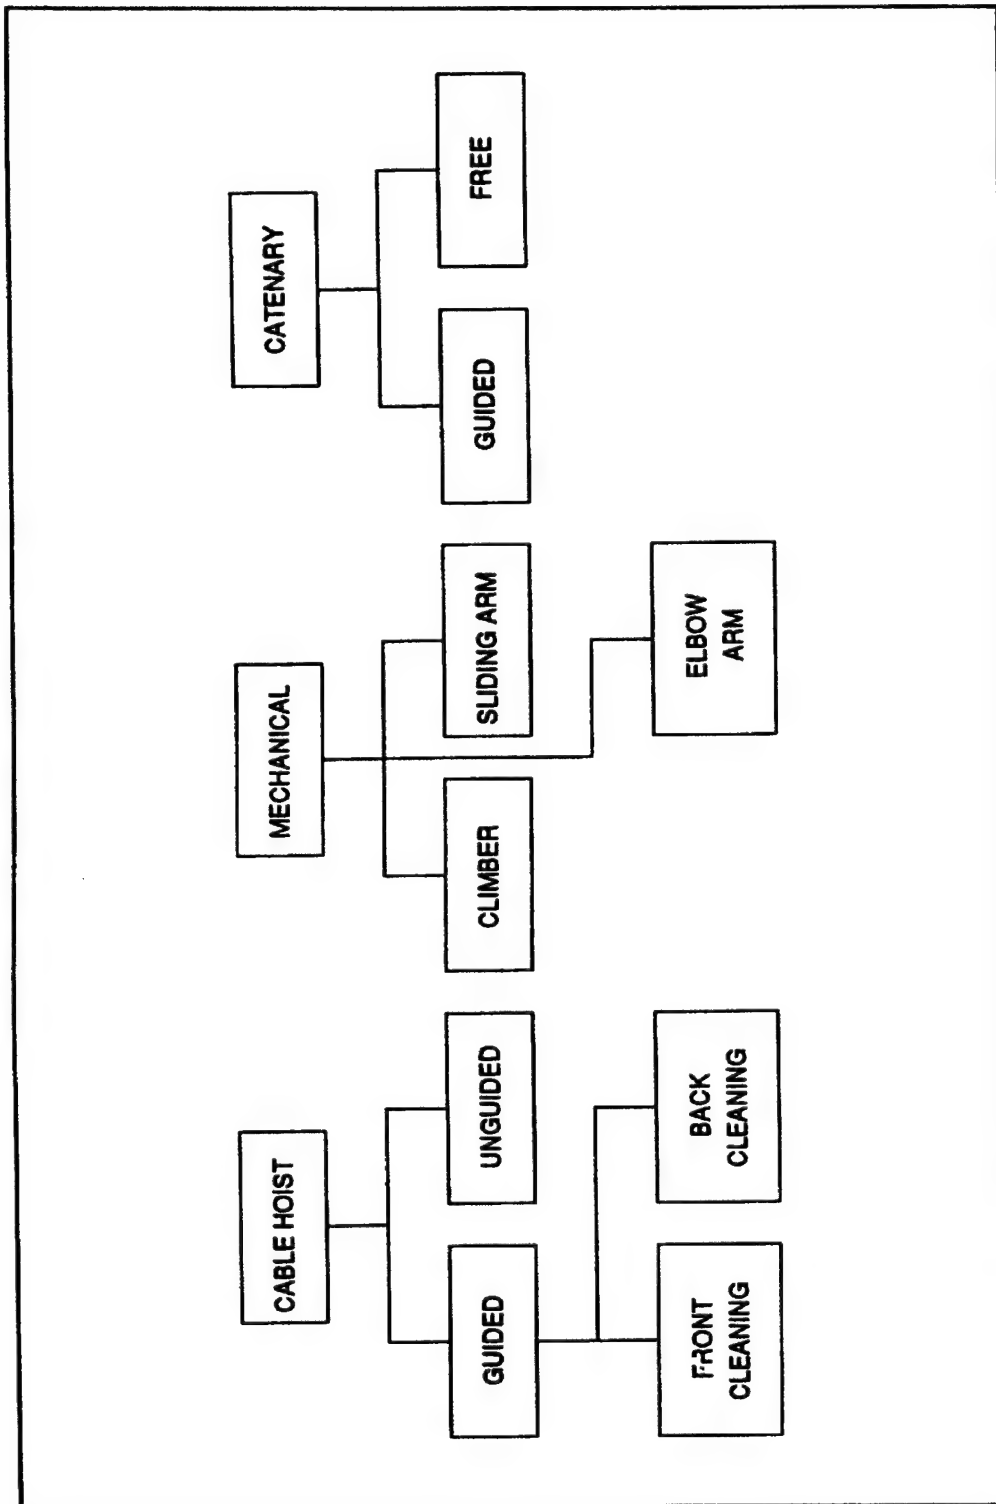 CABLE HOIST
MECHANICAL
CATENARY
GUIDED
UNGUIDED
CLIMBER
SLIDING ARM
GUIDED
FREE
FRONT
CLEANING
BACK
CLEANING
ELBOW
ARM